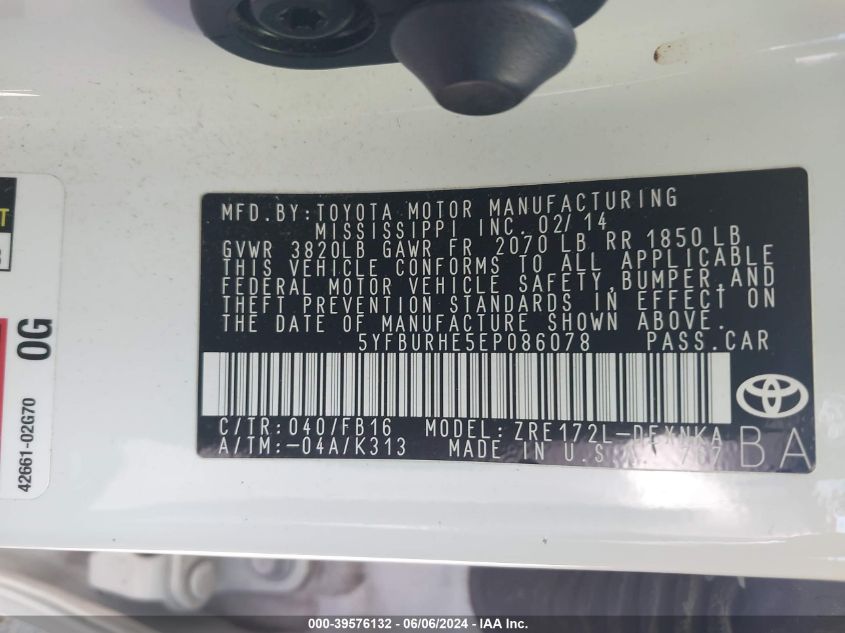 MFD.BY:TOYOTA MOTOR MANUFACTURING
MISSISSIPPI INC. 02/14
GVWR 3820LB GAWR FR 2070 LB RR 1850 LB
THIS VEHICLE CONFORMS TO ALL APPLICABLE
FEDERAL MOTOR VEHICLE SAFETY,BUMPER,AND
THEFT PREVENTION STANDARDS IN EFFECT ON
THE DATE OF MANUFACTURE SHOWN ABOVE.
5YFBURHE5EP086078 PASS.CAR
C/TR:040/FB16 MODEL:ZRE172L-DEXNKA
A/TM:-04A/K313 MADE IN U.S.A.
BA
0G
42661-02G70
000-39576132 - 06/06/2024 - IAA Inc.